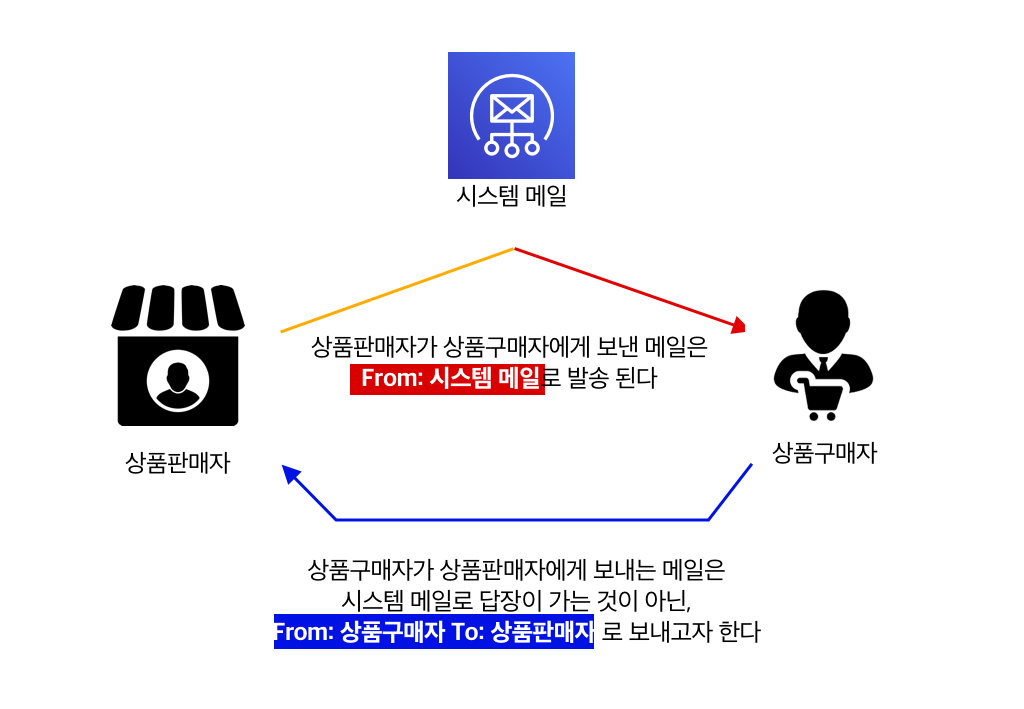 시스템 메일
상품판매자가 상품구매자에게 보낸 메일은
From: 시스템 메일로 발송 된다
상품판매자
상품구매자
상품구매자가 상품판매자에게 보내는 메일은
시스템 메일로 답장이 가는 것이 아닌,
From: 상품구매자 To: 상품판매자 로 보내고자 한다